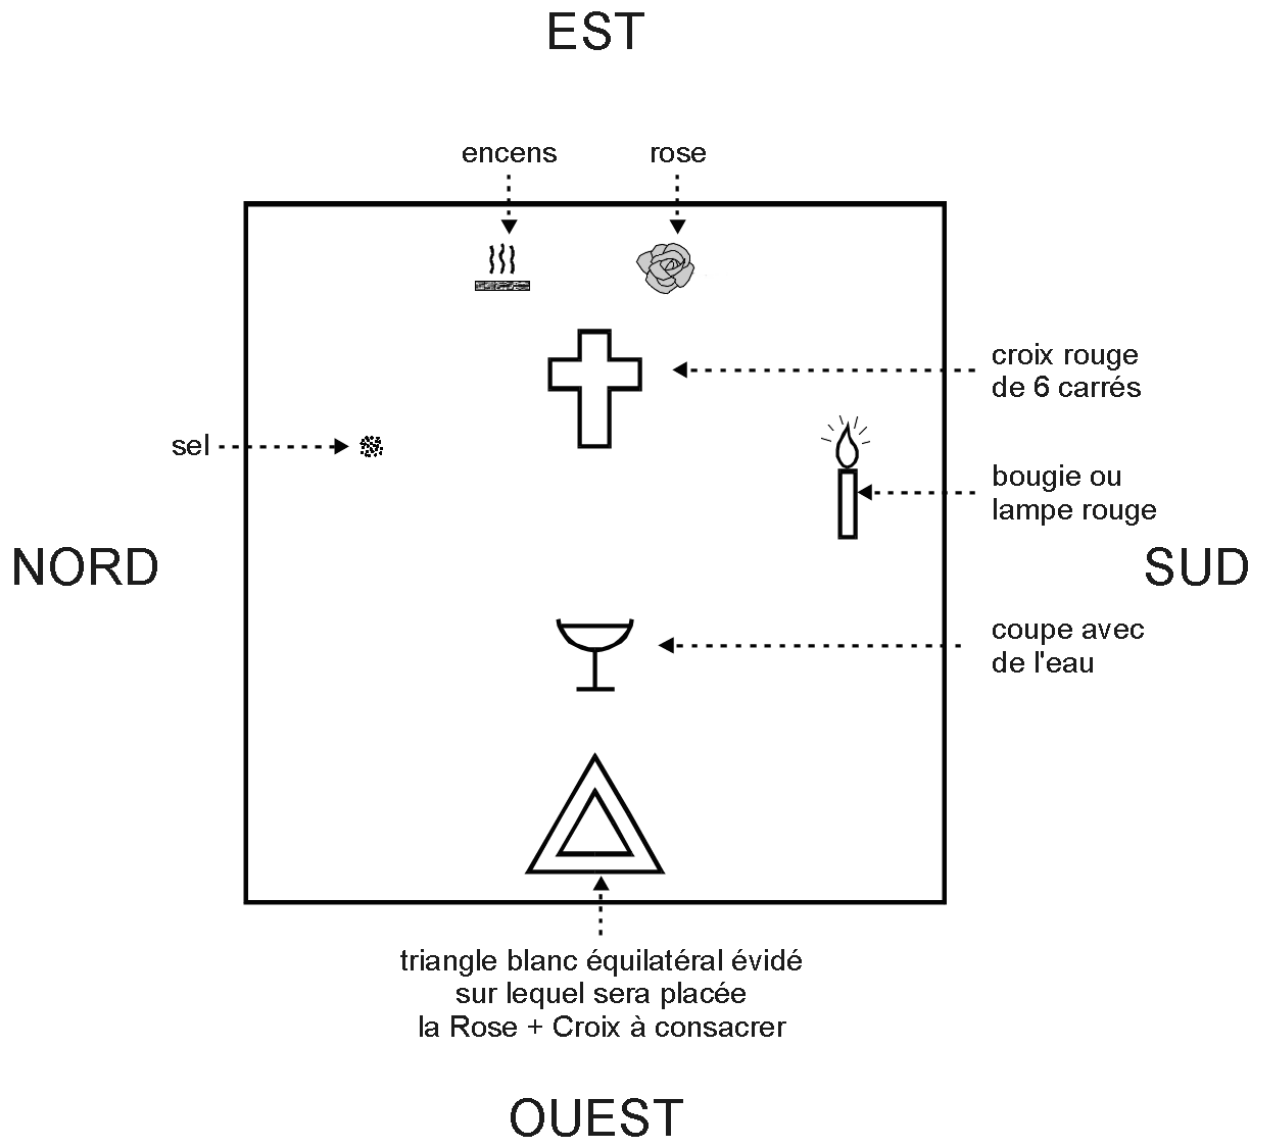 EST
encens
rose
croix rouge
de 6 carrés
sel
bougie ou
lampe rouge
NORD
SUD
coupe avec
de l'eau
triangle blanc équilatéral évidé
sur lequel sera placée
la Rose + Croix à consacrer
OUEST